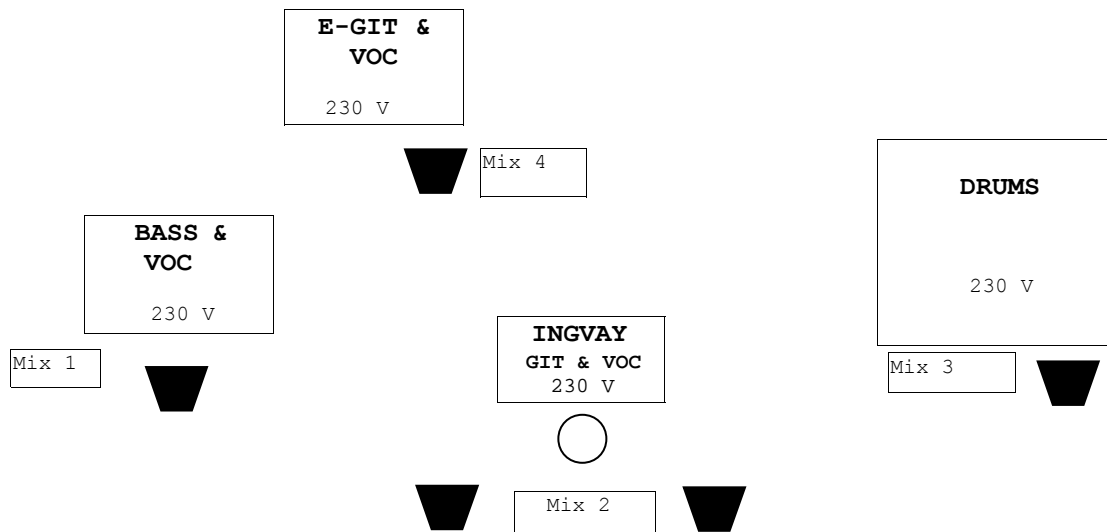 E-GIT &
VOC
230 V
Mix 4
DRUMS
230 V
BASS &
VOC
230 V
Mix 1
INGVAY
GIT & VOC
230 V
Mix 3
Mix 2